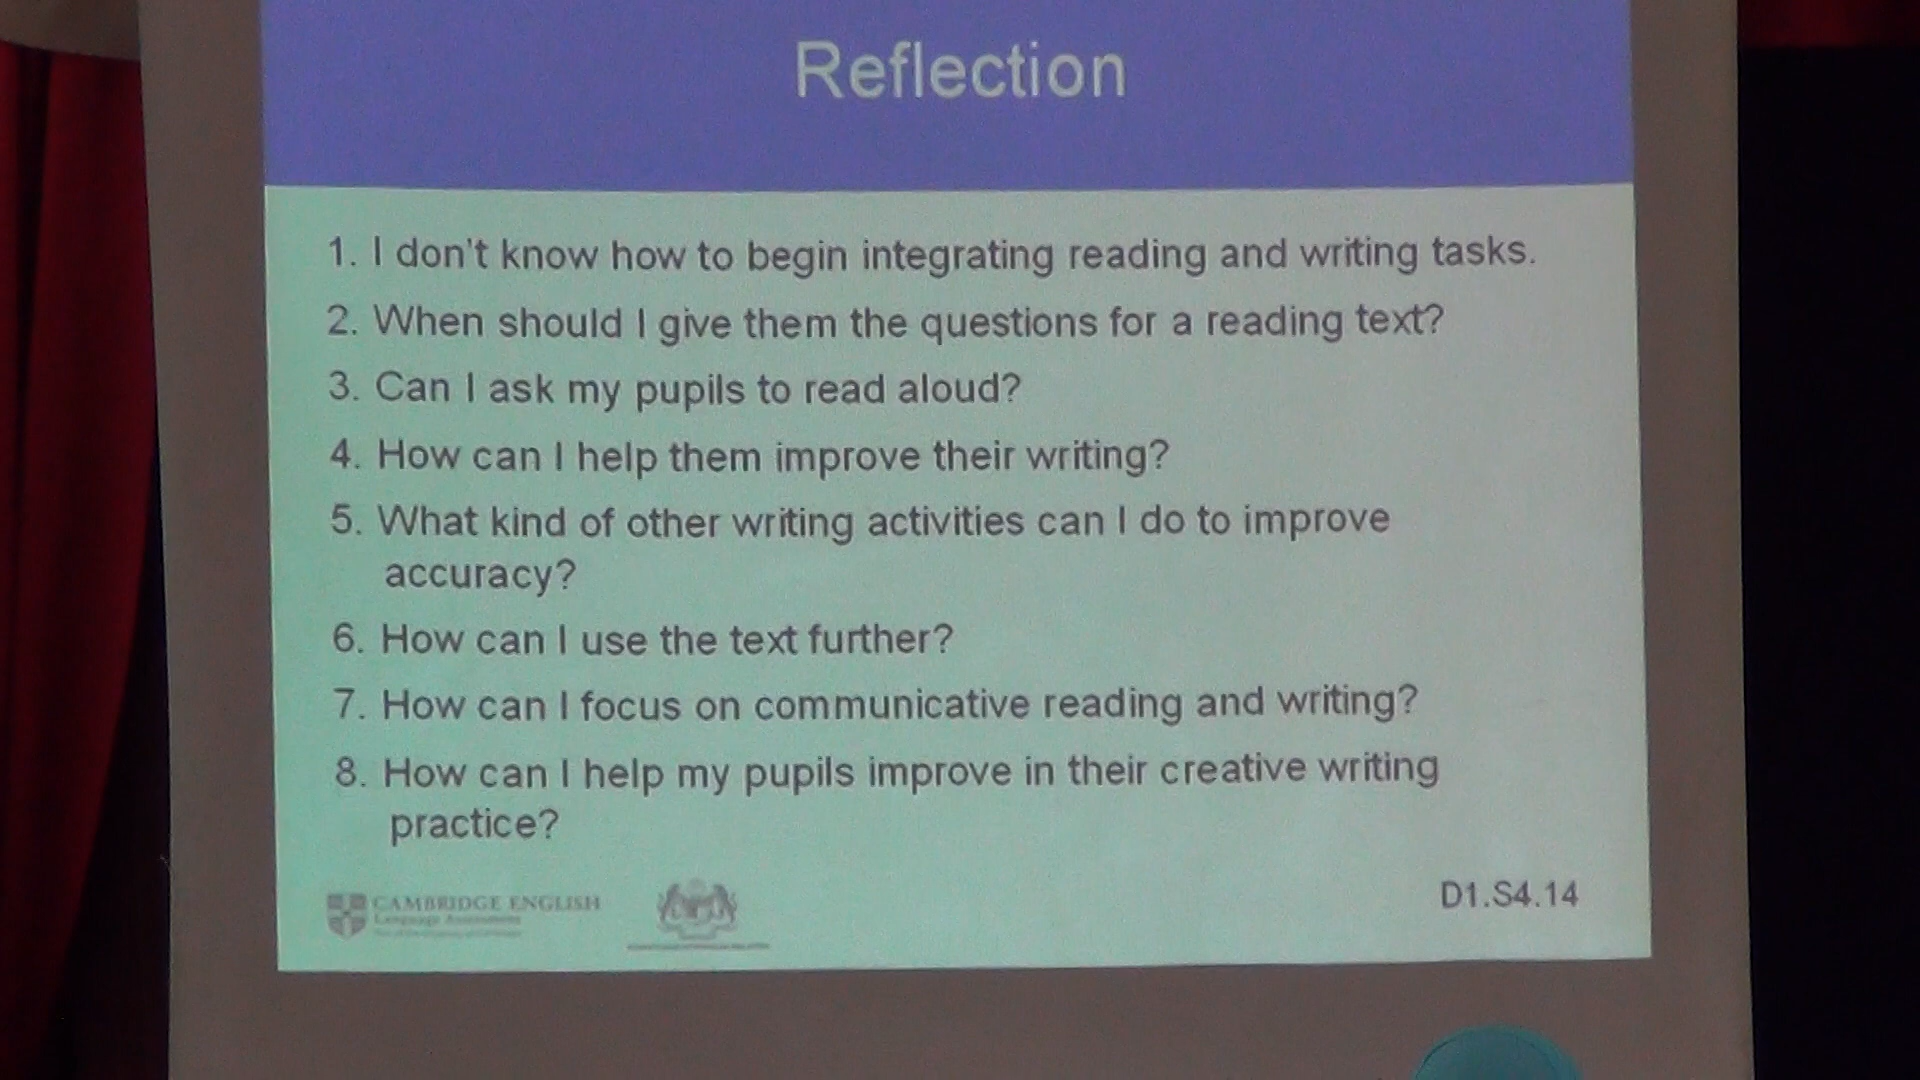 Reflection
1. I don't know how to begin integrating reading and writing tasks.
2. When should I give them the questions for a reading text?
3. Can I ask my pupils to read aloud?
4. How can I help them improve their writing?
5. What kind of other writing activities can I do to improve
accuracy?
6. How can I use the text further?
7. How can I focus on communicative reading and writing?
8. How can I help my pupils improve in their creative writing
practice?
CAMBRIDGE ENGLISH
Language Assessment
D1.S4.14